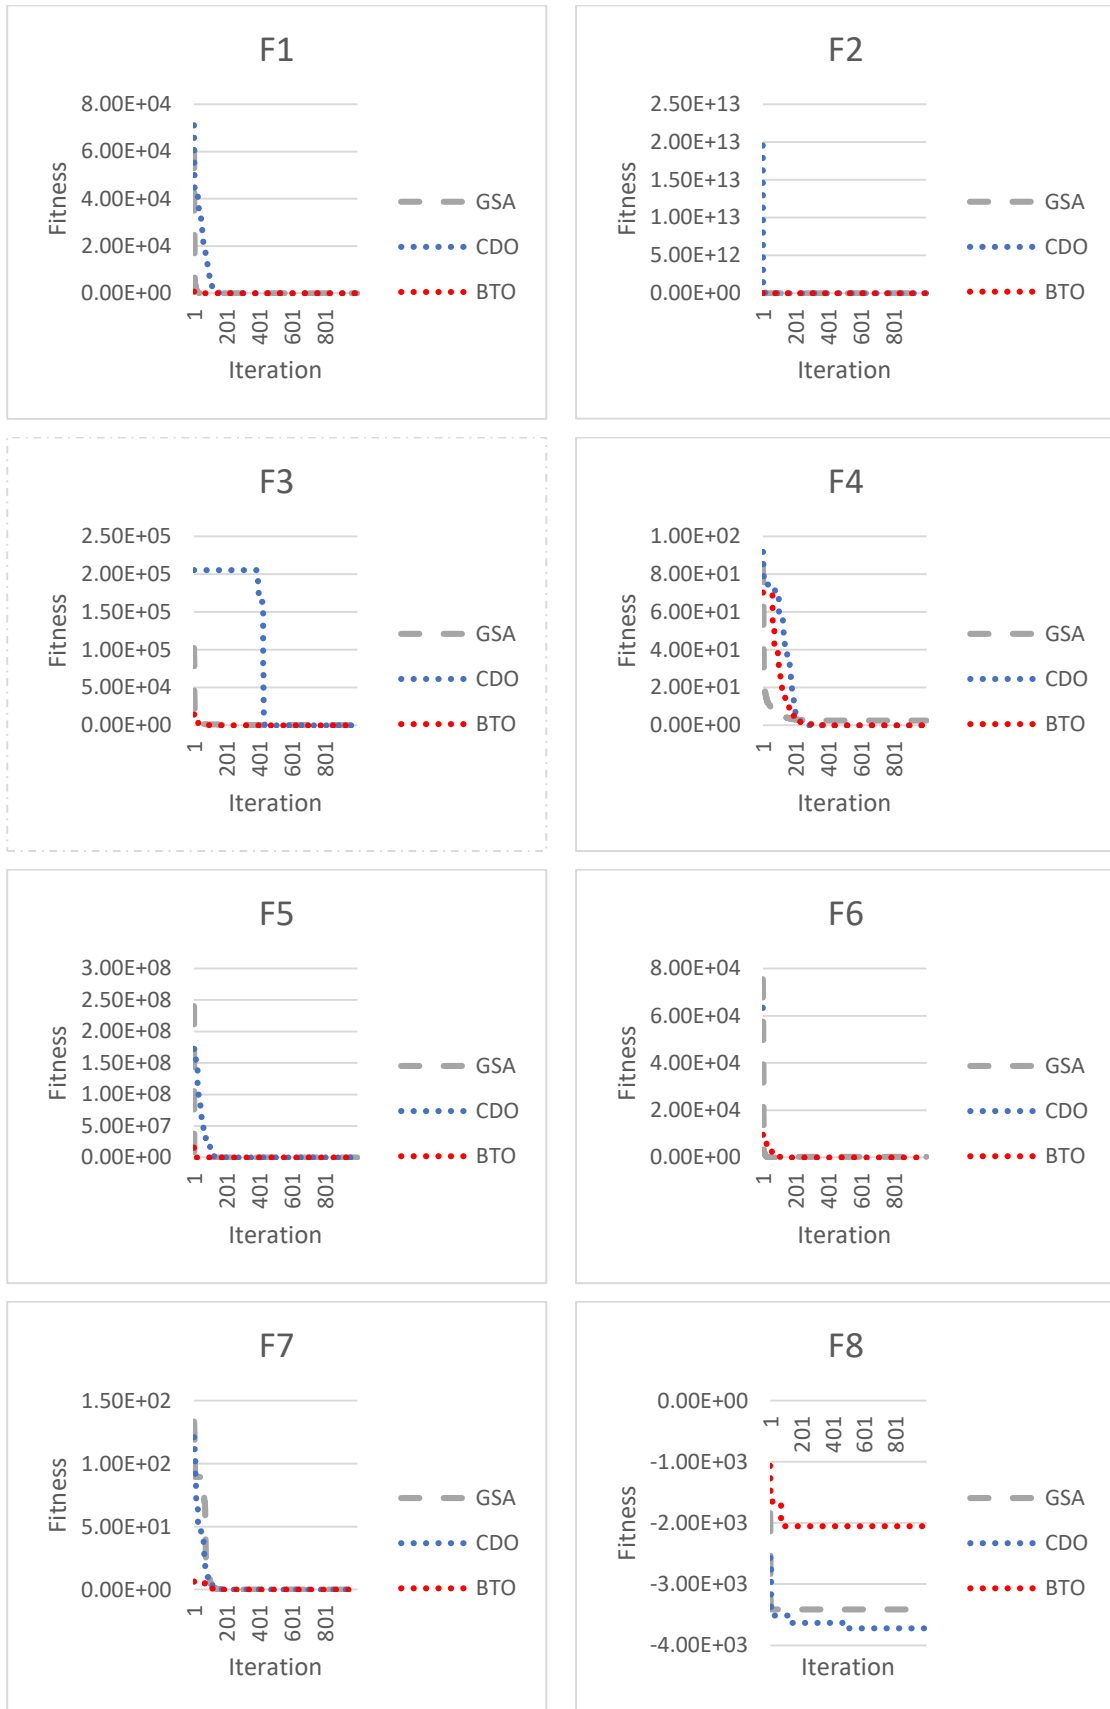 F1
8.00E+04
6.00E+04
4.00E+04
2.00E+04
0.00E+00
Fitness
1
201
401
601
801
Iteration
GSA
CDO
BTO
F2
2.50E+13
2.00E+13
1.50E+13
1.00E+13
5.00E+12
0.00E+00
Fitness
1
201
401
601
801
Iteration
GSA
CDO
BTO
F3
2.50E+05
2.00E+05
1.50E+05
1.00E+05
5.00E+04
0.00E+00
Fitness
1
201
401
601
801
Iteration
GSA
CDO
BTO
F4
1.00E+02
8.00E+01
6.00E+01
4.00E+01
2.00E+01
0.00E+00
Fitness
1
201
401
601
801
Iteration
GSA
CDO
BTO
F5
3.00E+08
2.50E+08
2.00E+08
1.50E+08
1.00E+08
5.00E+07
0.00E+00
Fitness
1
201
401
601
801
Iteration
GSA
CDO
BTO
F6
8.00E+04
6.00E+04
4.00E+04
2.00E+04
0.00E+00
Fitness
1
201
401
601
801
Iteration
GSA
CDO
BTO
F7
1.50E+02
1.00E+02
5.00E+01
0.00E+00
Fitness
1
201
401
601
801
Iteration
GSA
CDO
BTO
F8
0.00E+00
-1.00E+03
-2.00E+03
-3.00E+03
-4.00E+03
Fitness
1
201
401
601
801
Iteration
GSA
CDO
BTO